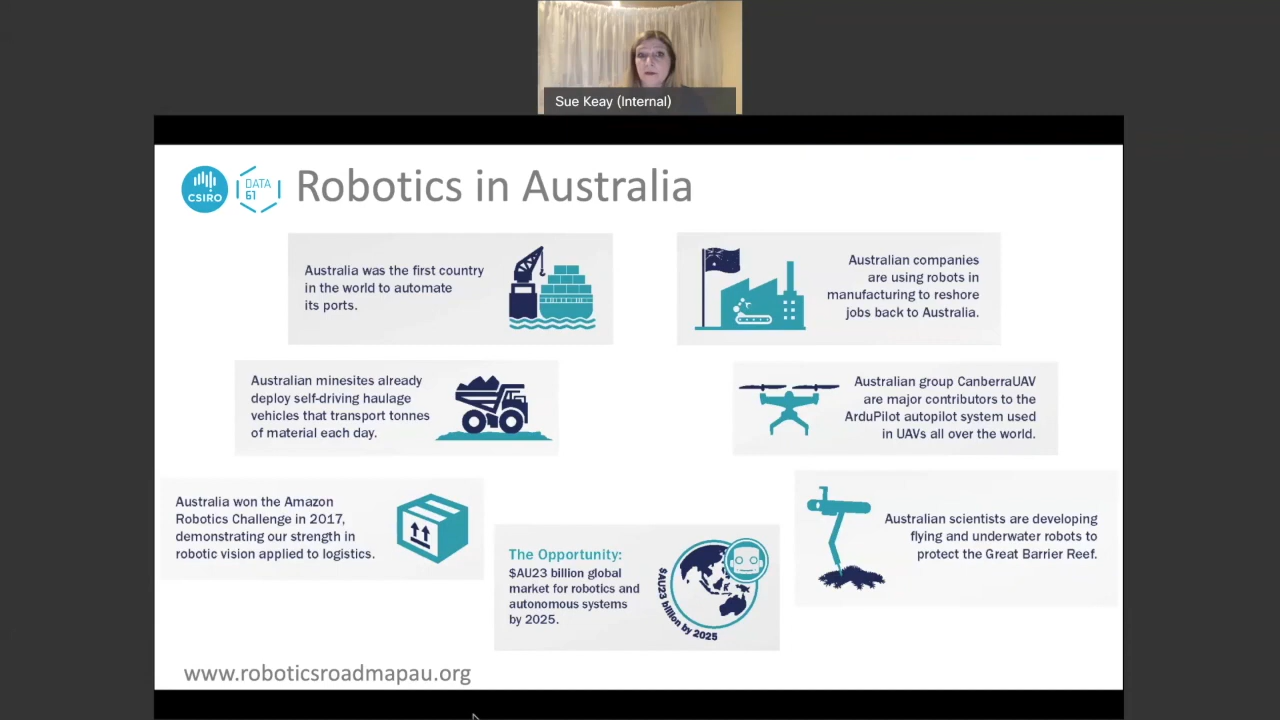 Sue Keay (Internal)
CSIRO
DATA
61
Robotics in Australia
Australia was the first country
in the world to automate
its ports.
Australian companies
are using robots in
manufacturing to reshore
jobs back to Australia.
Australian minesites already
deploy self-driving haulage
vehicles that transport tonnes
of material each day.
Australian group CanberraUAV
are major contributors to the
ArduPilot autopilot system used
in UAVs all over the world.
Australia won the Amazon
Robotics Challenge in 2017,
demonstrating our strength in
robotic vision applied to logistics.
The Opportunity:
$AU23 billion global
market for robotics and
autonomous systems
by 2025.
$AU23 billion by 2025
Australian scientists are developing
flying and underwater robots to
protect the Great Barrier Reef.
www.roboticsroadmapau.org